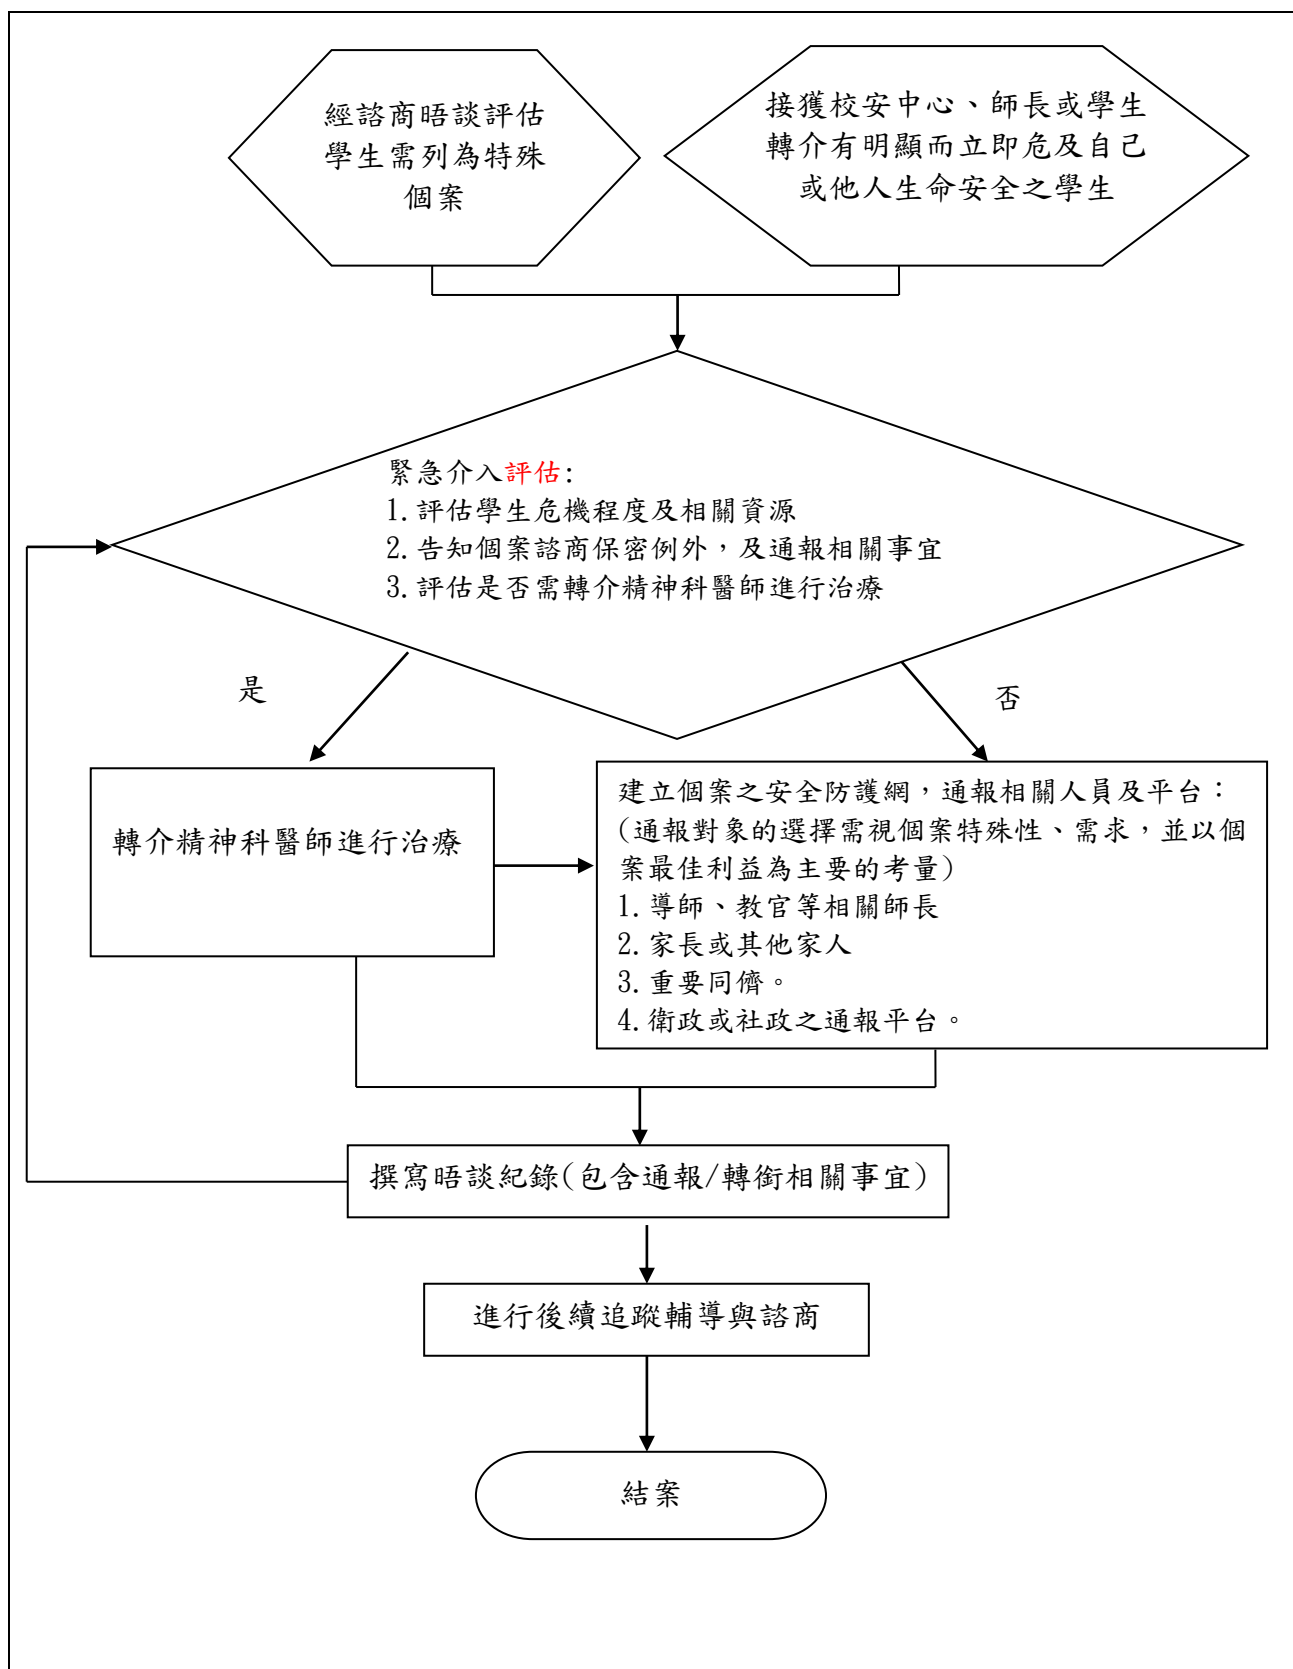 經諮商晤談評估
學生需列為特殊
個案
接獲校安中心、師長或學生
轉介有明顯而立即危及自己
或他人生命安全之學生
緊急介入評估:
1.評估學生危機程度及相關資源
2.告知個案諮商保密例外，及通報相關事宜
3.評估是否需轉介精神科醫師進行治療
是
否
轉介精神科醫師進行治療
建立個案之安全防護網，通報相關人員及平台：
(通報對象的選擇需視個案特殊性、需求，並以個
案最佳利益為主要的考量)
1.導師、教官等相關師長
2.家長或其他家人
3.重要同儕。
4.衛政或社政之通報平台。
撰寫晤談紀錄(包含通報/轉銜相關事宜)
進行後續追蹤輔導與諮商
結案